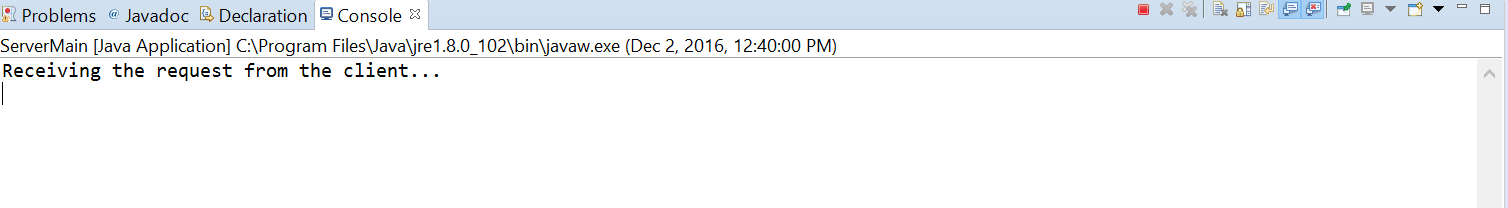 Problems @ Javadoc Declaration Console
ServerMain [Java Application] C:\Program Files\Java\jre1.8.0_102\bin\javaw.exe (Dec 2, 2016, 12:40:00 PM)
Receiving the request from the client...